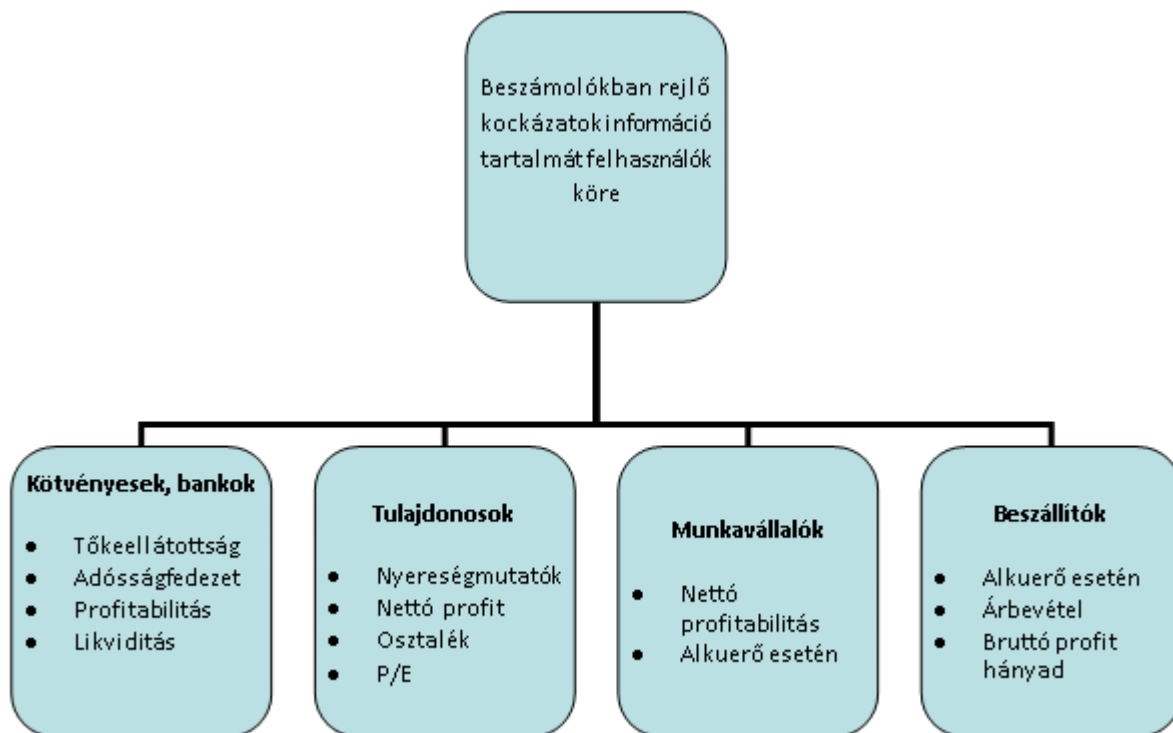 Beszámolókban rejlő
kockázatok információ
tartalmát felhasználók
köre
Kötvényesek, bankok
● Tőkeellátottság
● Adósságfedezet
● Profitabilitás
● Likviditás
Tulajdonosok
● Nyereségmutatók
● Nettó profit
● Osztalék
● P/E
Munkavállalók
● Nettó
profitabilitás
● Alkuerő esetén
Beszállítók
● Alkuerő esetén
● Árbevétel
● Bruttó profit
hányad